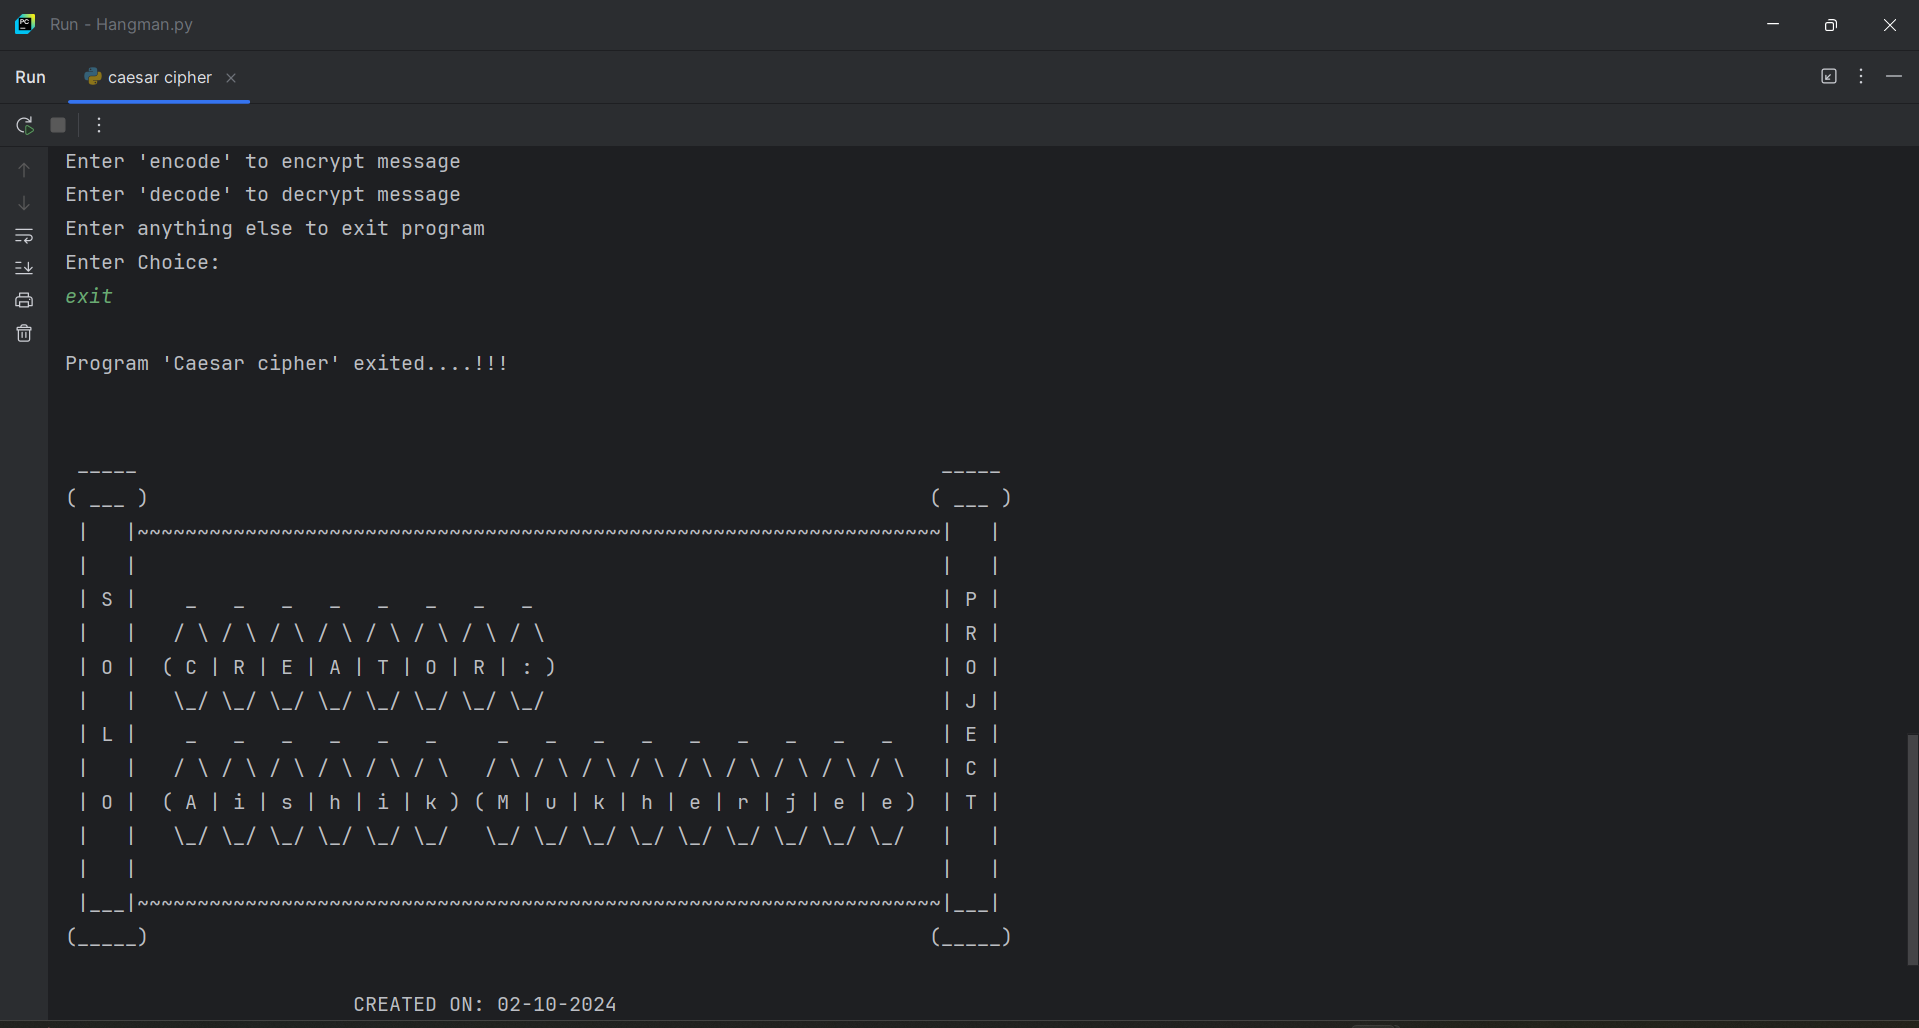 Run - Hangman.py
Run caesar cipher
Enter 'encode' to encrypt message
Enter 'decode' to decrypt message
Enter anything else to exit program
Enter Choice:
exit
Program 'Caesar cipher' exited....!!!
 _____                                                                   _____
( ___ )                                                                 ( ___ )
 |   |~~~~~~~~~~~~~~~~~~~~~~~~~~~~~~~~~~~~~~~~~~~~~~~~~~~~~~~~~~~~~~~~~~~|   |
 |   |                                                                   |   |
 | S |    _   _   _   _   _   _   _   _                                  | P |
 |   |   / \ / \ / \ / \ / \ / \ / \ / \                                 | R |
 | O |  ( C | R | E | A | T | O | R | : )                                | O |
 |   |   \_/ \_/ \_/ \_/ \_/ \_/ \_/ \_/                                 | J |
 | L |    _   _   _   _   _   _     _   _   _   _   _   _   _   _   _    | E |
 |   |   / \ / \ / \ / \ / \ / \   / \ / \ / \ / \ / \ / \ / \ / \ / \   | C |
 | O |  ( A | i | s | h | i | k ) ( M | u | k | h | e | r | j | e | e )  | T |
 |   |   \_/ \_/ \_/ \_/ \_/ \_/   \_/ \_/ \_/ \_/ \_/ \_/ \_/ \_/ \_/   |   |
 |   |                                                                   |   |
 |___|~~~~~~~~~~~~~~~~~~~~~~~~~~~~~~~~~~~~~~~~~~~~~~~~~~~~~~~~~~~~~~~~~~~|___|
(_____)                                                                 (_____)
CREATED ON: 02-10-2024